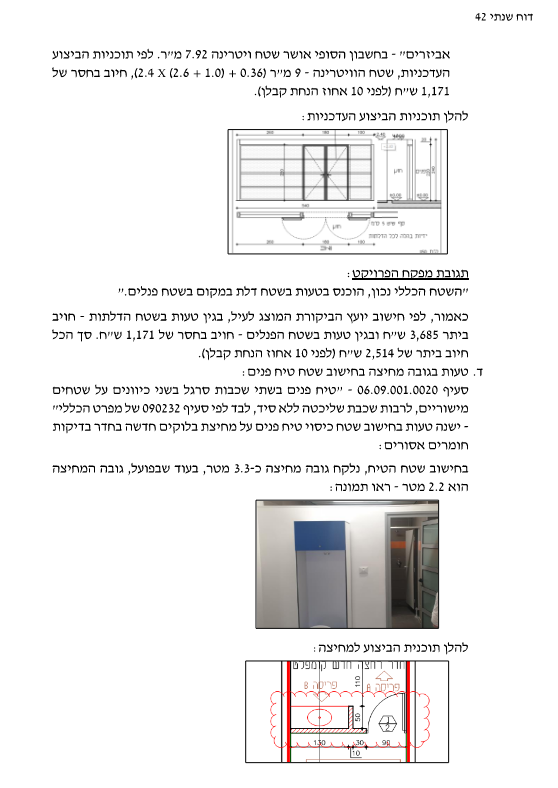 דוח שנתי 42
אביזרים" - בחשבון הסופי אושר שטח ויטרינה 7.92 מ"ר. לפי תוכניות הביצוע
העדכניות, שטח הוויטרינה - 9 מ"ר (0.36 + (1.0 + 2.6) X 2.4), חיוב בחסר של
1,171 ש"ח (לפני 10 אחוז הנחת קבלן).
להלן תוכניות הביצוע העדכניות:
תגובת מפקח הפרויקט:
"השטח הכללי נכון, הוכנס בטעות בשטח דלת במקום בשטח פנלים."
כאמור, לפי חישוב יועץ הביקורת המוצג לעיל, בגין טעות בשטח הדלתות - חויב
ביתר 3,685 ש"ח ובגין טעות בשטח הפנלים - חויב בחסר של 1,171 ש"ח. סך הכל
חיוב ביתר של 2,514 ש"ח (לפני 10 אחוז הנחת קבלן).
ד. טעות בגובה מחיצה בחישוב שטח טיח פנים:
סעיף 06.09.001.0020 - "טיח פנים בשתי שכבות סרגל בשני כיוונים על שטחים
מישוריים, לרבות שכבת שליכטה ללא סיד, לבד לפי סעיף 090232 של מפרט הכללי"
- ישנה טעות בחישוב שטח כיסוי טיח פנים על מחיצת בלוקים חדשה בחדר בדיקות
חומרים אסורים:
בחישוב שטח הטיח, נלקח גובה מחיצה כ-3.3 מטר, בעוד שבפועל, גובה המחיצה
הוא 2.2 מטר - ראו תמונה:
להלן תוכנית הביצוע למחיצה:
חדר רחצה חדש קומפלט
פריסה B
110
50
130
30
90
10